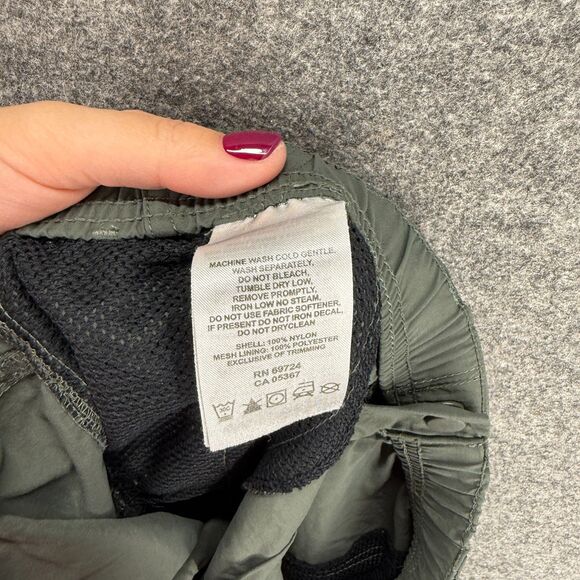 MACHINE WASH COLD GENTLE.
WASH SEPARATELY.
DO NOT BLEACH.
TUMBLE DRY LOW,
REMOVE PROMPTLY,
IRON LOW NO STEAM.
DO NOT USE FABRIC SOFTENER.
IF PRESENT DO NOT IRON DECAL.
DO NOT DRYCLEAN
SHELL: 100% NYLON
MESH LINING: 100% POLYESTER
EXCLUSIVE OF TRIMMING
RN 69724
CA 05367